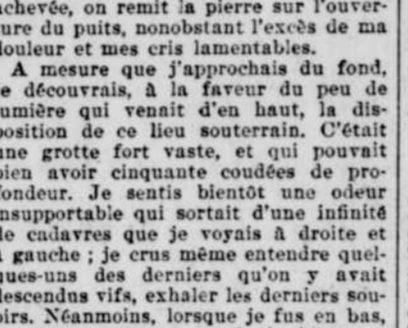 achevée, on remit la pierre sur l'ouver-
ture du puits, nonobstant l'excès de ma
douleur et mes cris lamentables.
A mesure que j'approchais du fond,
je découvrais, à la faveur du peu de
lumière qui venait d'en haut, la dis-
position de ce lieu souterrain. C'était
une grotte fort vaste, et qui pouvait
bien avoir cinquante coudées de pro-
fondeur. Je sentis bientôt une odeur
insupportable qui sortait d'une infinité
de cadavres que je voyais à droite et
à gauche ; je crus même entendre quel-
ques-uns des derniers qu'on y avait
descendus vifs, exhaler les derniers sou-
pirs. Néanmoins, lorsque je fus en bas,